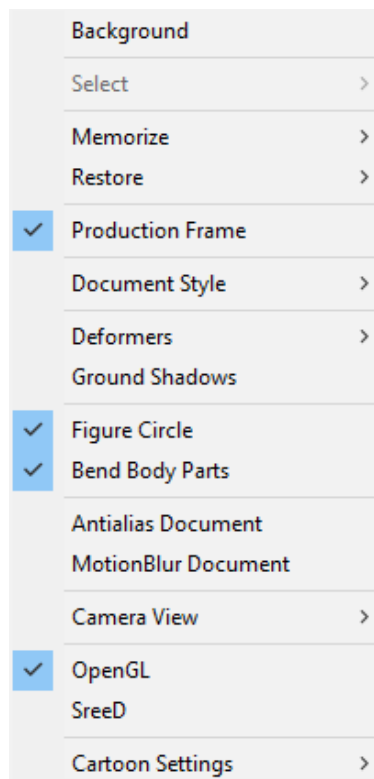 Background
Select
Memorize
Restore
Production Frame
Document Style
Deformers
Ground Shadows
Figure Circle
Bend Body Parts
Antialias Document
MotionBlur Document
Camera View
OpenGL
SreeD
Cartoon Settings